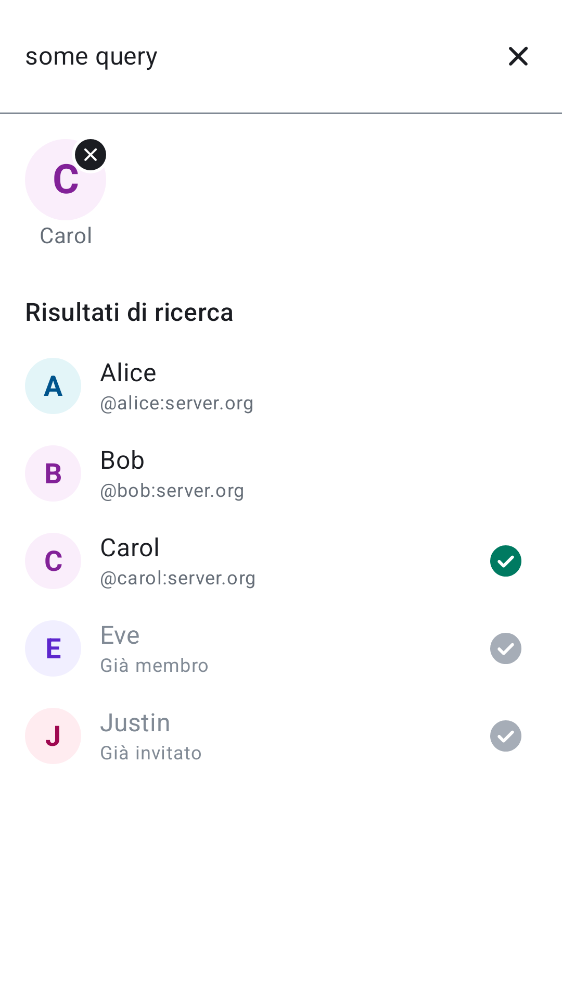 some query
C
Carol
Risultati di ricerca
A
Alice
@alice:server.org
B
Bob
@bob:server.org
C
Carol
@carol:server.org
E
Eve
Già membro
J
Justin
Già invitato